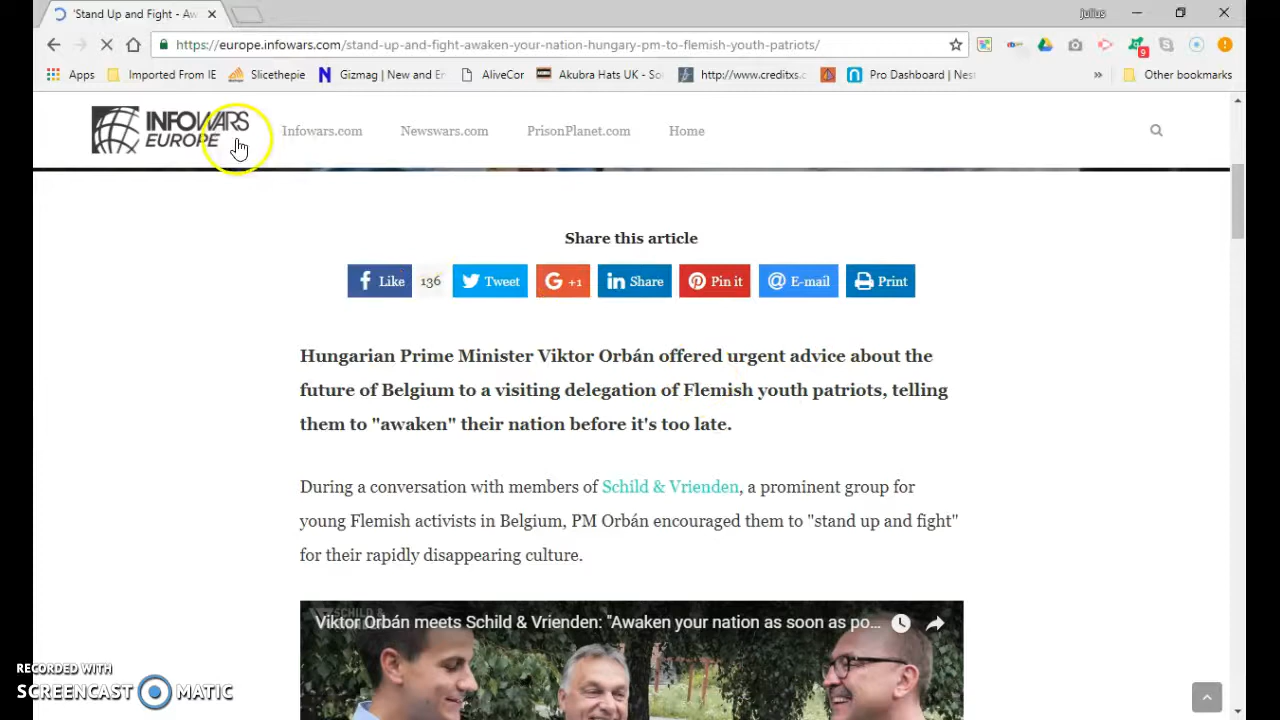 'Stand Up and Fight - Aw
Julius
https://europe.infowars.com/stand-up-and-fight-awaken-your-nation-hungary-pm-to-flemish-youth-patriots/
9
Apps Imported From IE Slicethepie Gizmag | New and Er AliveCor Akubra Hats UK - So http://www.creditxs.c Pro Dashboard | Nest » Other bookmarks
INFOWARS
EUROPE
Infowars.com Newswars.com PrisonPlanet.com Home
Share this article
Like 136 Tweet +1 Share Pin it E-mail Print
Hungarian Prime Minister Viktor Orbán offered urgent advice about the
future of Belgium to a visiting delegation of Flemish youth patriots, telling
them to "awaken" their nation before it's too late.
During a conversation with members of Schild & Vrienden, a prominent group for
young Flemish activists in Belgium, PM Orbán encouraged them to "stand up and fight"
for their rapidly disappearing culture.
SCHILD &
Viktor Orbán meets Schild & Vrienden: "Awaken your nation as soon as po...
RECORDED WITH
SCREENCAST MATIC